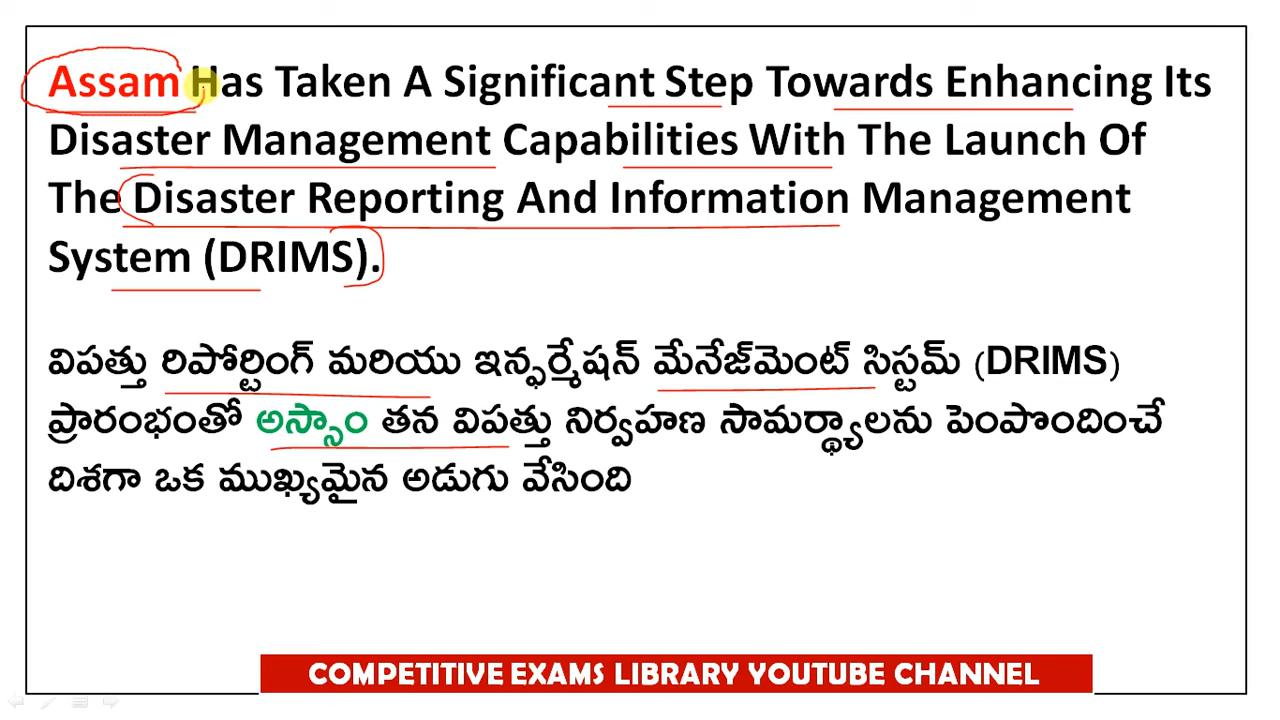 Assam Has Taken A Significant Step Towards Enhancing Its
Disaster Management Capabilities With The Launch Of
The Disaster Reporting And Information Management
System (DRIMS).
విపత్తు రిపోర్టింగ్ మరియు ఇన్ఫర్మేషన్ మేనేజ్‌మెంట్ సిస్టమ్ (DRIMS)
ప్రారంభంతో అస్సాం తన విపత్తు నిర్వహణ సామర్థ్యాలను పెంపొందించే
దిశగా ఒక ముఖ్యమైన అడుగు వేసింది
COMPETITIVE EXAMS LIBRARY YOUTUBE CHANNEL